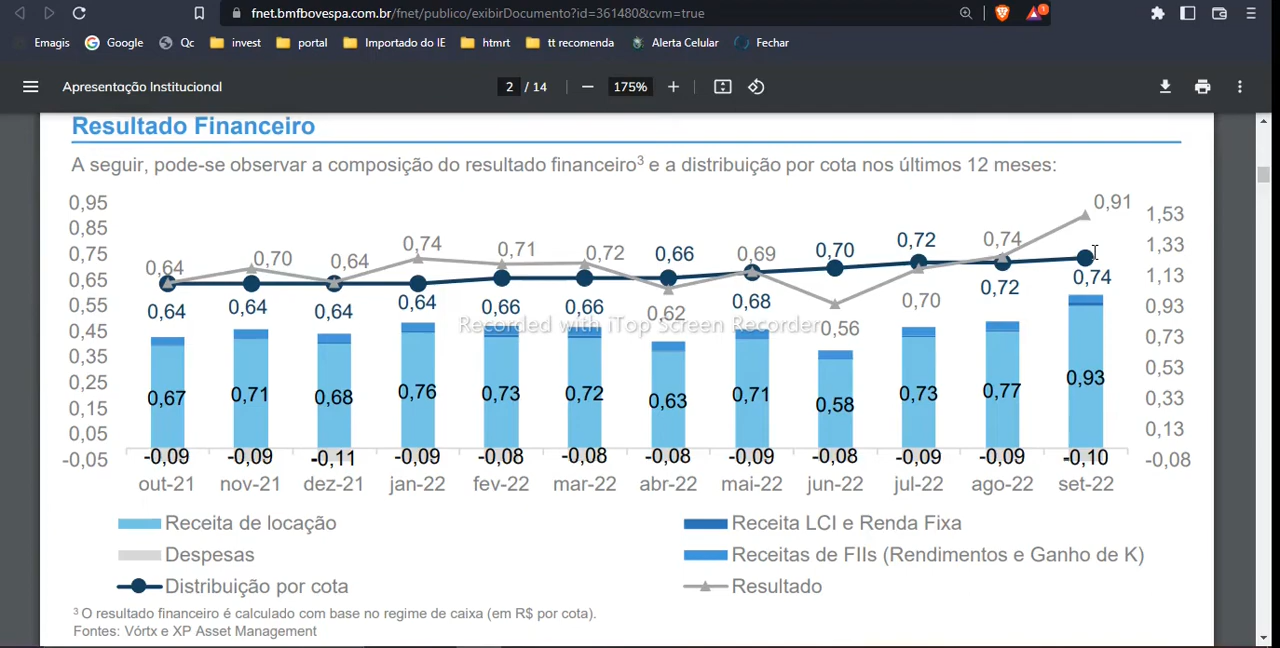 fnet.bmfbovespa.com.br/fnet/publico/exibirDocumento?id=361480&cvm=true
1
Emagis Google Qc invest portal Importado do IE htmrt tt recomenda Alerta Celular Fechar
Apresentação Institucional 2 / 14 175%
Resultado Financeiro
A seguir, pode-se observar a composição do resultado financeiro³ e a distribuição por cota nos últimos 12 meses:
0,95 0,85 0,75 0,65 0,55 0,45 0,35 0,25 0,15 0,05 -0,05
0,64 0,70 0,64 0,74 0,71 0,72 0,62 0,69 0,56 0,70 0,74 0,91
0,64 0,64 0,64 0,64 0,66 0,66 0,66 0,68 0,70 0,72 0,72 0,74
Recorded with iTop Screen Recorder
0,67 0,71 0,68 0,76 0,73 0,72 0,63 0,71 0,58 0,73 0,77 0,93
-0,09 -0,09 -0,11 -0,09 -0,08 -0,08 -0,08 -0,09 -0,08 -0,09 -0,09 -0,10
1,53 1,33 1,13 0,93 0,73 0,53 0,33 0,13 -0,08
out-21 nov-21 dez-21 jan-22 fev-22 mar-22 abr-22 mai-22 jun-22 jul-22 ago-22 set-22
Receita de locação Receita LCI e Renda Fixa
Despesas Receitas de FIIs (Rendimentos e Ganho de K)
Distribuição por cota Resultado
³ O resultado financeiro é calculado com base no regime de caixa (em R$ por cota).
Fontes: Vórtx e XP Asset Management